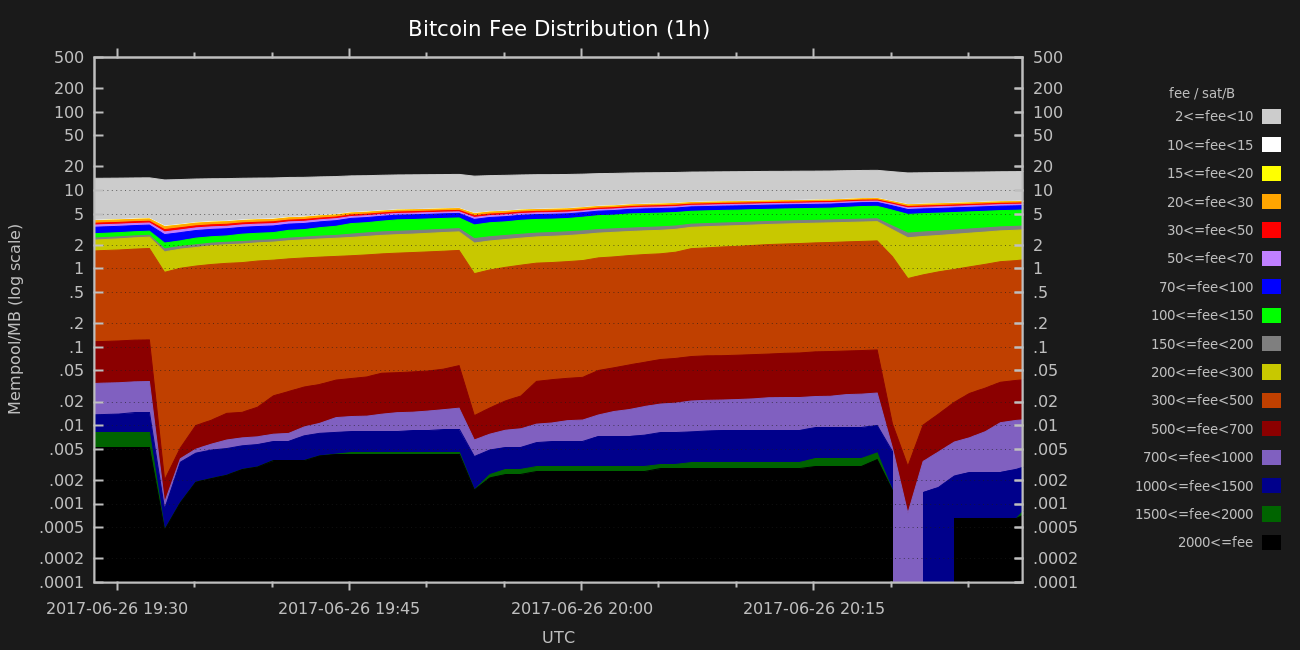 Bitcoin Fee Distribution (1h)
500
200
100
50
20
10
5
2
1
.5
.2
.1
.05
.02
.01
.005
.002
.001
.0005
.0002
.0001
Mempool/MB (log scale)
500
200
100
50
20
10
5
2
1
.5
.2
.1
.05
.02
.01
.005
.002
.001
.0005
.0002
.0001
2017-06-26 19:30 2017-06-26 19:45 2017-06-26 20:00 2017-06-26 20:15
UTC
fee / sat/B
2<=fee<10
10<=fee<15
15<=fee<20
20<=fee<30
30<=fee<50
50<=fee<70
70<=fee<100
100<=fee<150
150<=fee<200
200<=fee<300
300<=fee<500
500<=fee<700
700<=fee<1000
1000<=fee<1500
1500<=fee<2000
2000<=fee